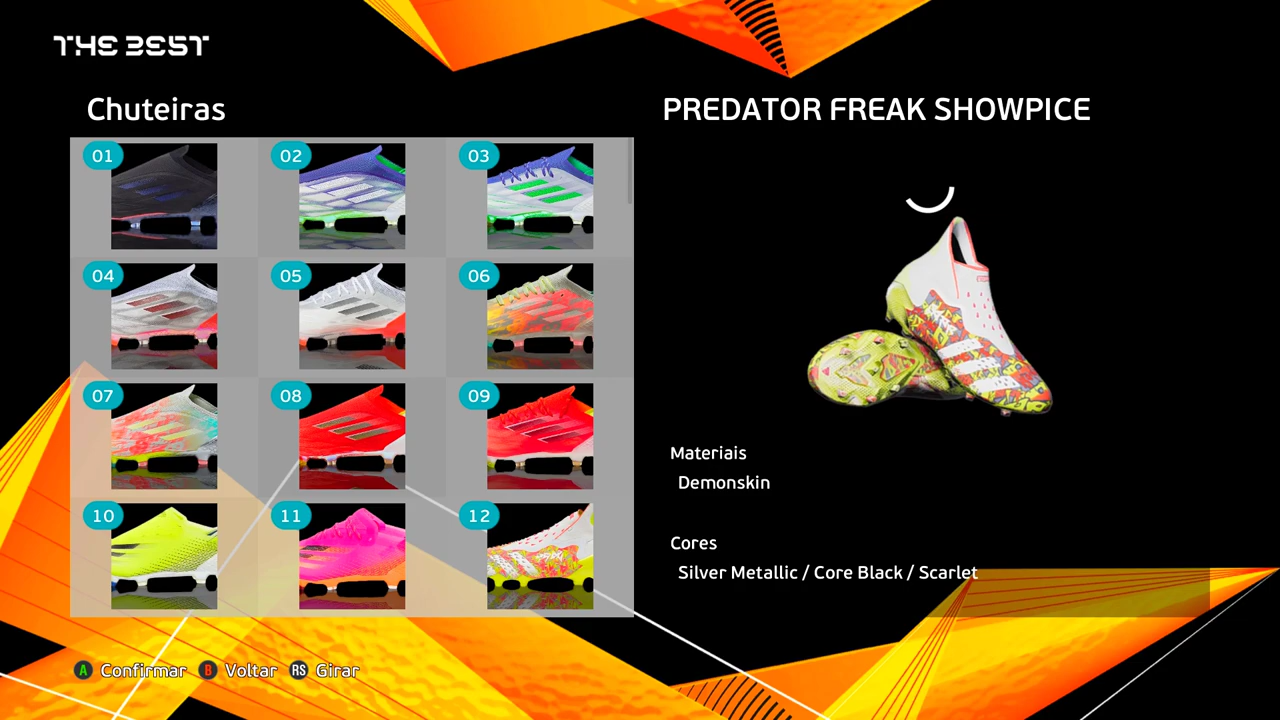 THE BEST
Chuteiras
PREDATOR FREAK SHOWPICE
01
02
03
04
05
06
07
08
09
10
11
12
Materiais
Demonskin
Cores
Silver Metallic / Core Black / Scarlet
A Confirmar B Voltar RS Girar